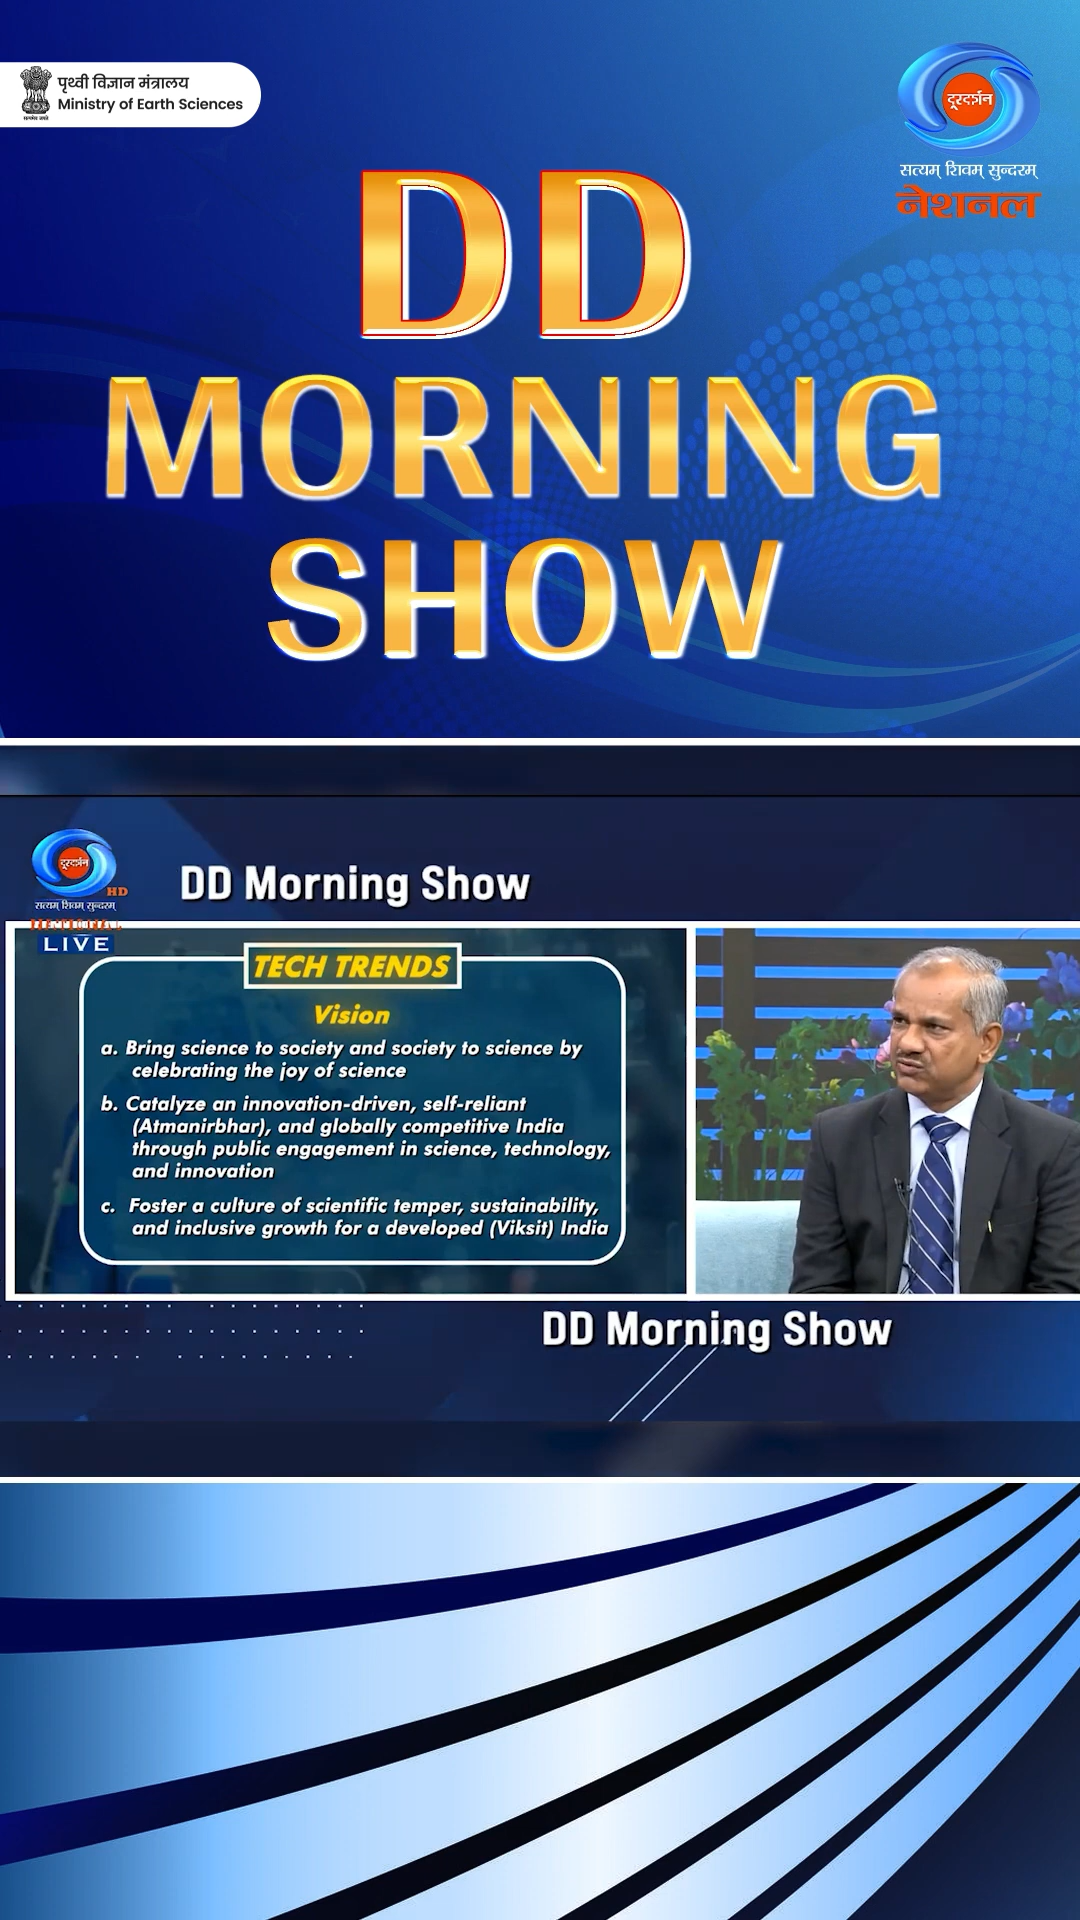 पृथ्वी विज्ञान मंत्रालय
Ministry of Earth Sciences
सत्यमेव जयते
दूरदर्शन
सत्यम् शिवम् सुन्दरम्
नेशनल
DD
MORNING
SHOW
दूरदर्शन
HD
सत्यम् शिवम् सुन्दरम्
LIVE
DD Morning Show
TECH TRENDS
Vision
a. Bring science to society and society to science by
celebrating the joy of science
b. Catalyze an innovation-driven, self-reliant
(Atmanirbhar), and globally competitive India
through public engagement in science, technology,
and innovation
c. Foster a culture of scientific temper, sustainability,
and inclusive growth for a developed (Viksit) India
DD Morning Show